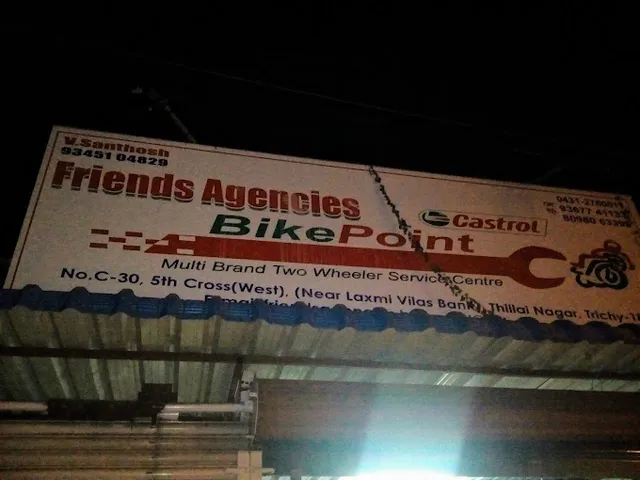 V.Santhosh
93451 04829
Friends Agencies
Castrol
BikePoint
Multi Brand Two Wheeler Service Centre
No.C-30, 5th Cross(West), (Near Laxmi Vilas Bank), Thillai Nagar, Trichy-18